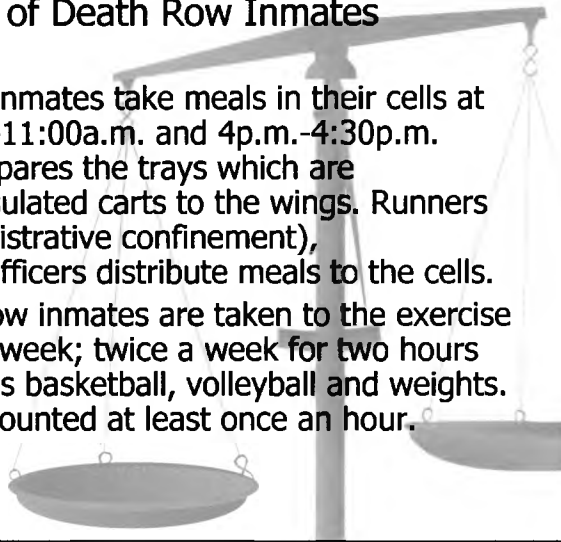 of Death Row Inmates
nmates take meals in their cells at
11:00a.m. and 4p.m.-4:30p.m.
pares the trays which are
ulated carts to the wings. Runners
istrative confinement),
fficers distribute meals to the cells.
ow inmates are taken to the exercise
week; twice a week for two hours
s basketball, volleyball and weights.
ounted at least once an hour.